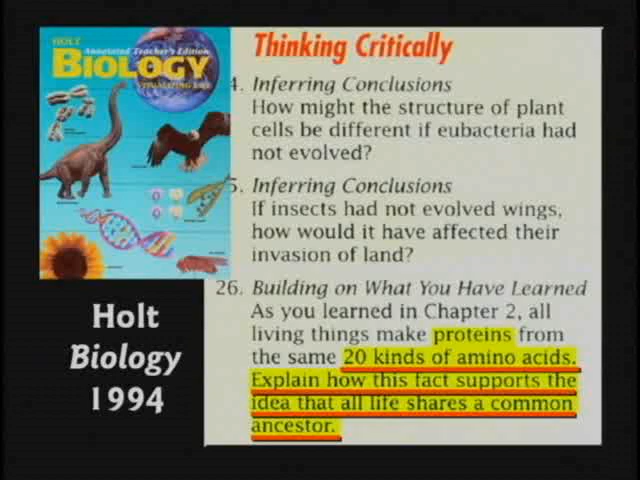 HOLT
Annotated Teacher's Edition
BIOLOGY
VISUALIZING LIFE
Holt
Biology
1994
Thinking Critically
4. Inferring Conclusions
How might the structure of plant
cells be different if eubacteria had
not evolved?
5. Inferring Conclusions
If insects had not evolved wings,
how would it have affected their
invasion of land?
26. Building on What You Have Learned
As you learned in Chapter 2, all
living things make proteins from
the same 20 kinds of amino acids.
Explain how this fact supports the
idea that all life shares a common
ancestor.